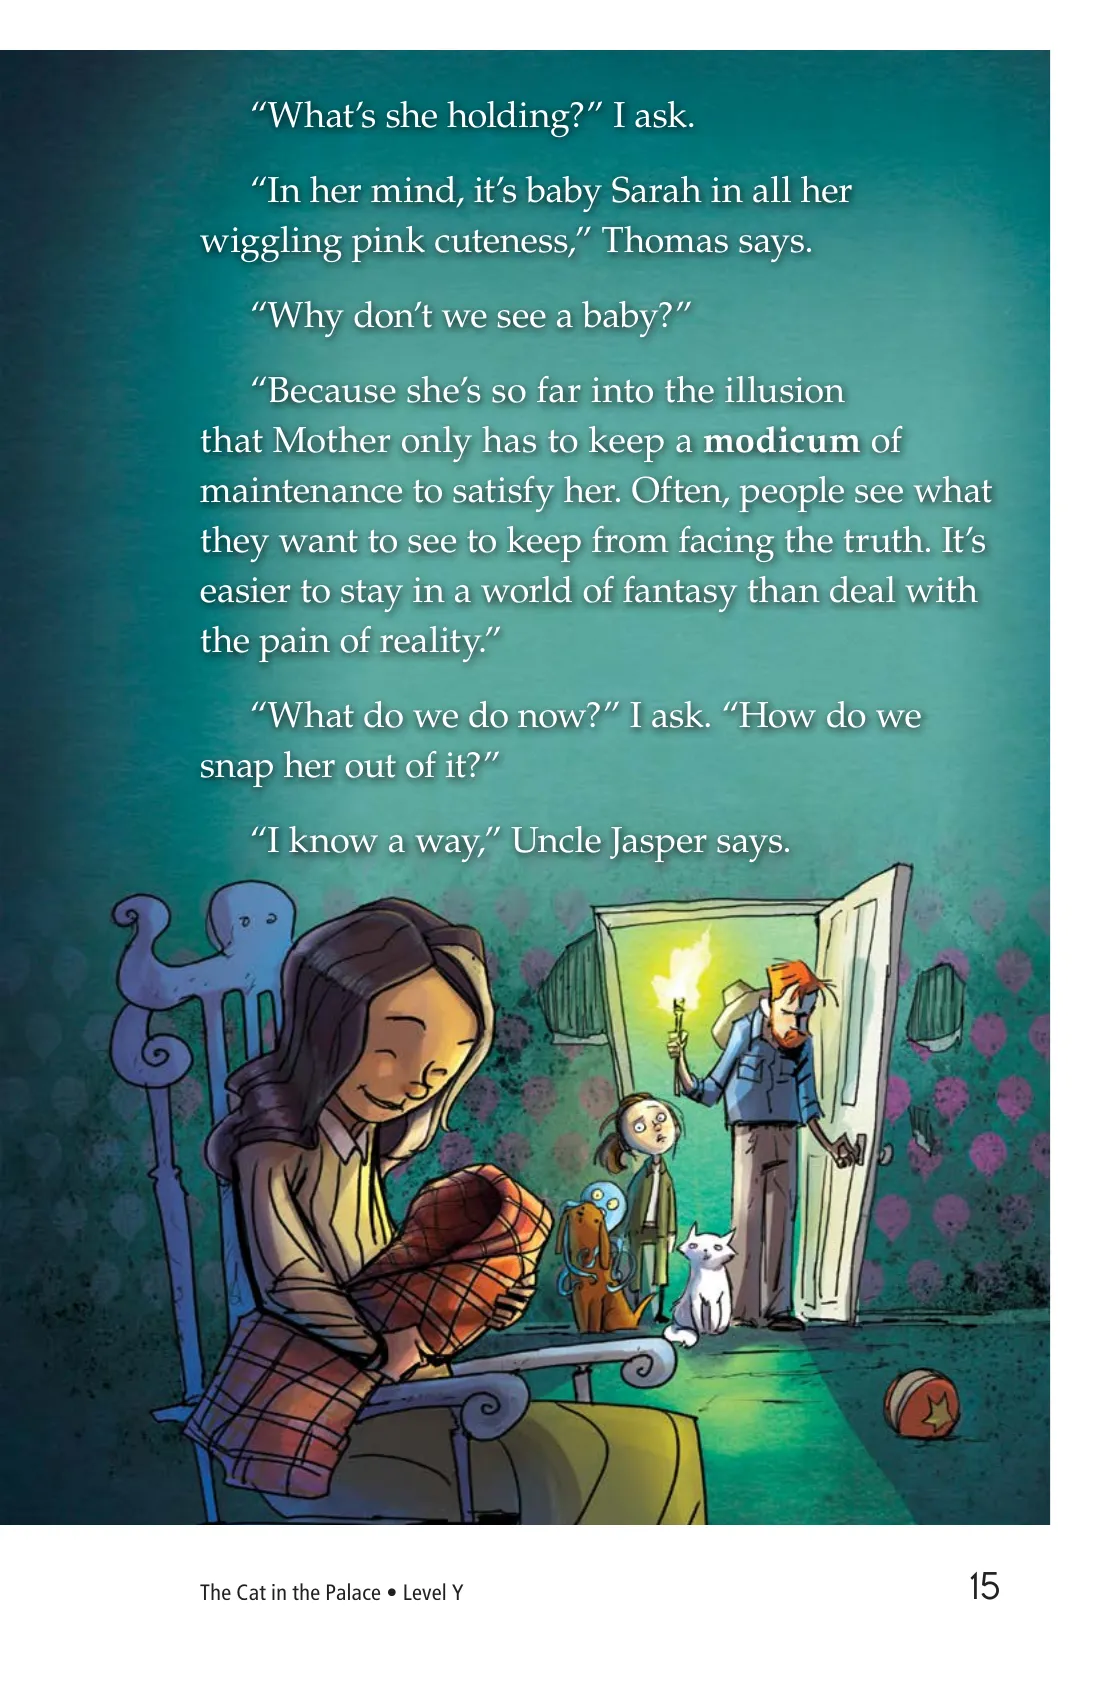 “What’s she holding?” I ask.
“In her mind, it’s baby Sarah in all her
wiggling pink cuteness,” Thomas says.
“Why don’t we see a baby?”
“Because she’s so far into the illusion
that Mother only has to keep a modicum of
maintenance to satisfy her. Often, people see what
they want to see to keep from facing the truth. It’s
easier to stay in a world of fantasy than deal with
the pain of reality.”
“What do we do now?” I ask. “How do we
snap her out of it?”
“I know a way,” Uncle Jasper says.
The Cat in the Palace • Level Y
15